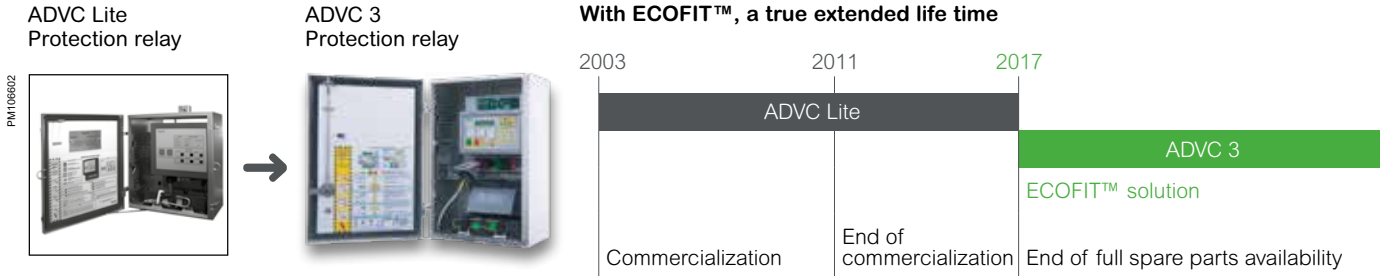 ADVC Lite
Protection relay
ADVC 3
Protection relay
PM106602
With ECOFIT™, a true extended life time
2003
2011
2017
ADVC Lite
ADVC 3
ECOFIT™ solution
Commercialization
End of
commercialization
End of full spare parts availability